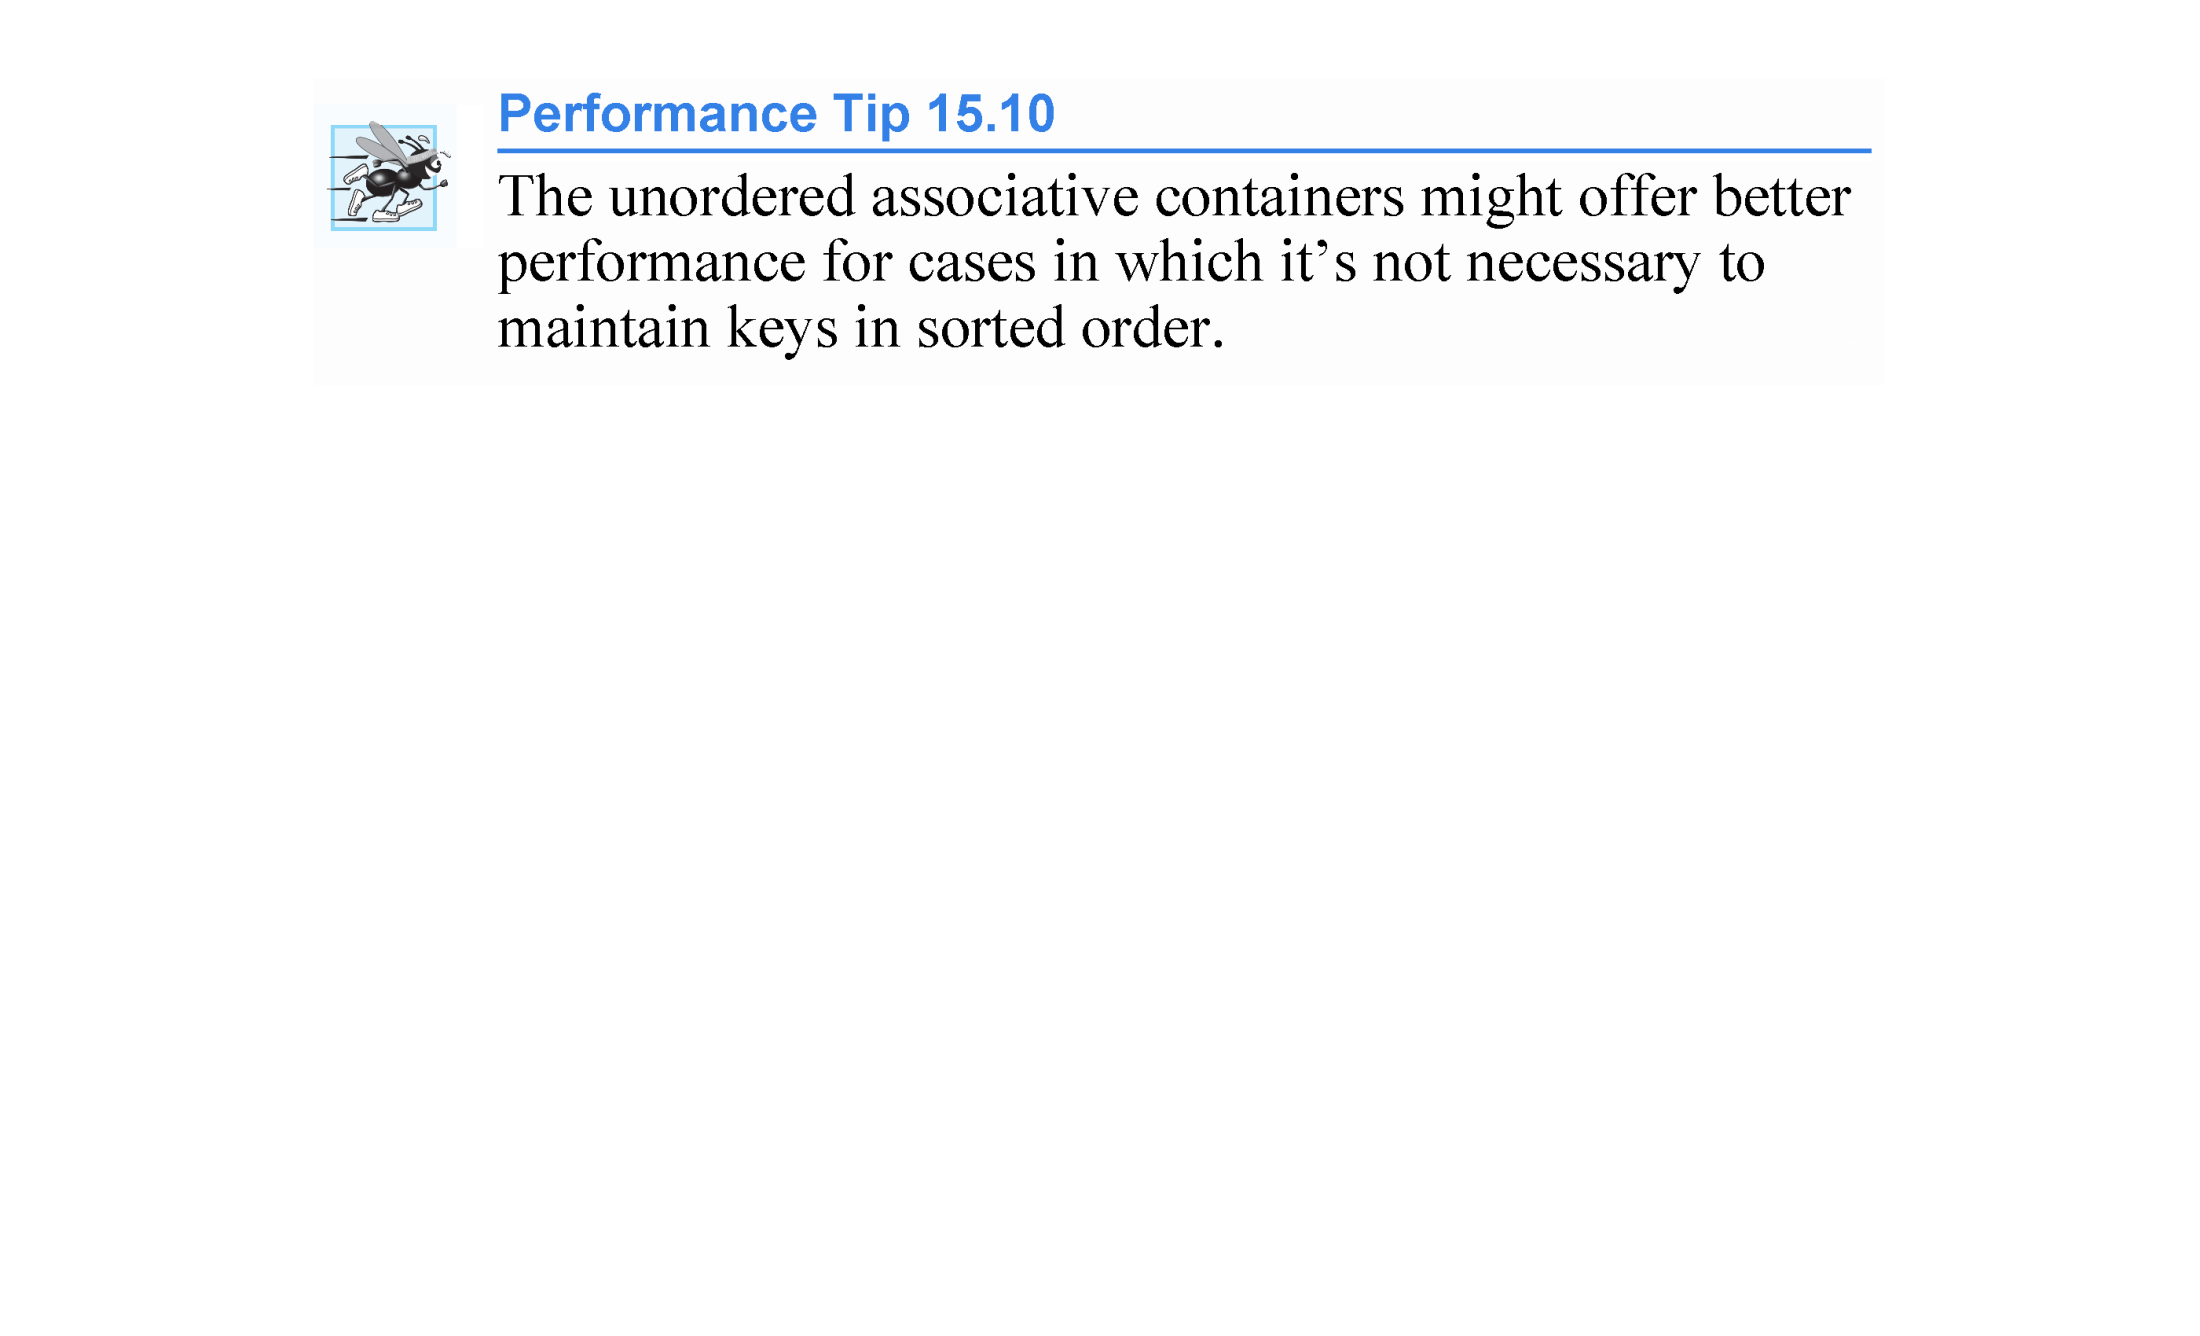 Performance Tip 15.10
The unordered associative containers might offer better
performance for cases in which it’s not necessary to
maintain keys in sorted order.